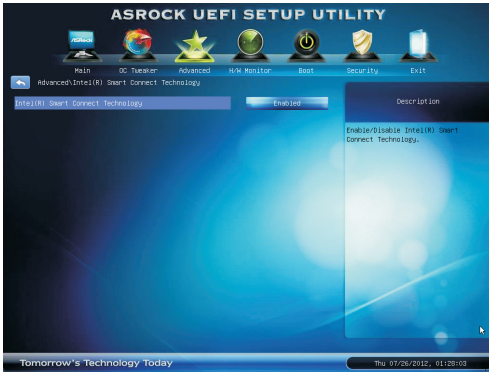 ASROCK UEFI SETUP UTILITY
ASRock
Main OC Tweaker Advanced H/W Monitor Boot Security Exit
Advanced\Intel(R) Smart Connect Technology
Intel(R) Smart Connect Technology Enabled
Description
Enable/Disable Intel(R) Smart
Connect Technology.
Tomorrow's Technology Today
Thu 07/26/2012, 01:28:03